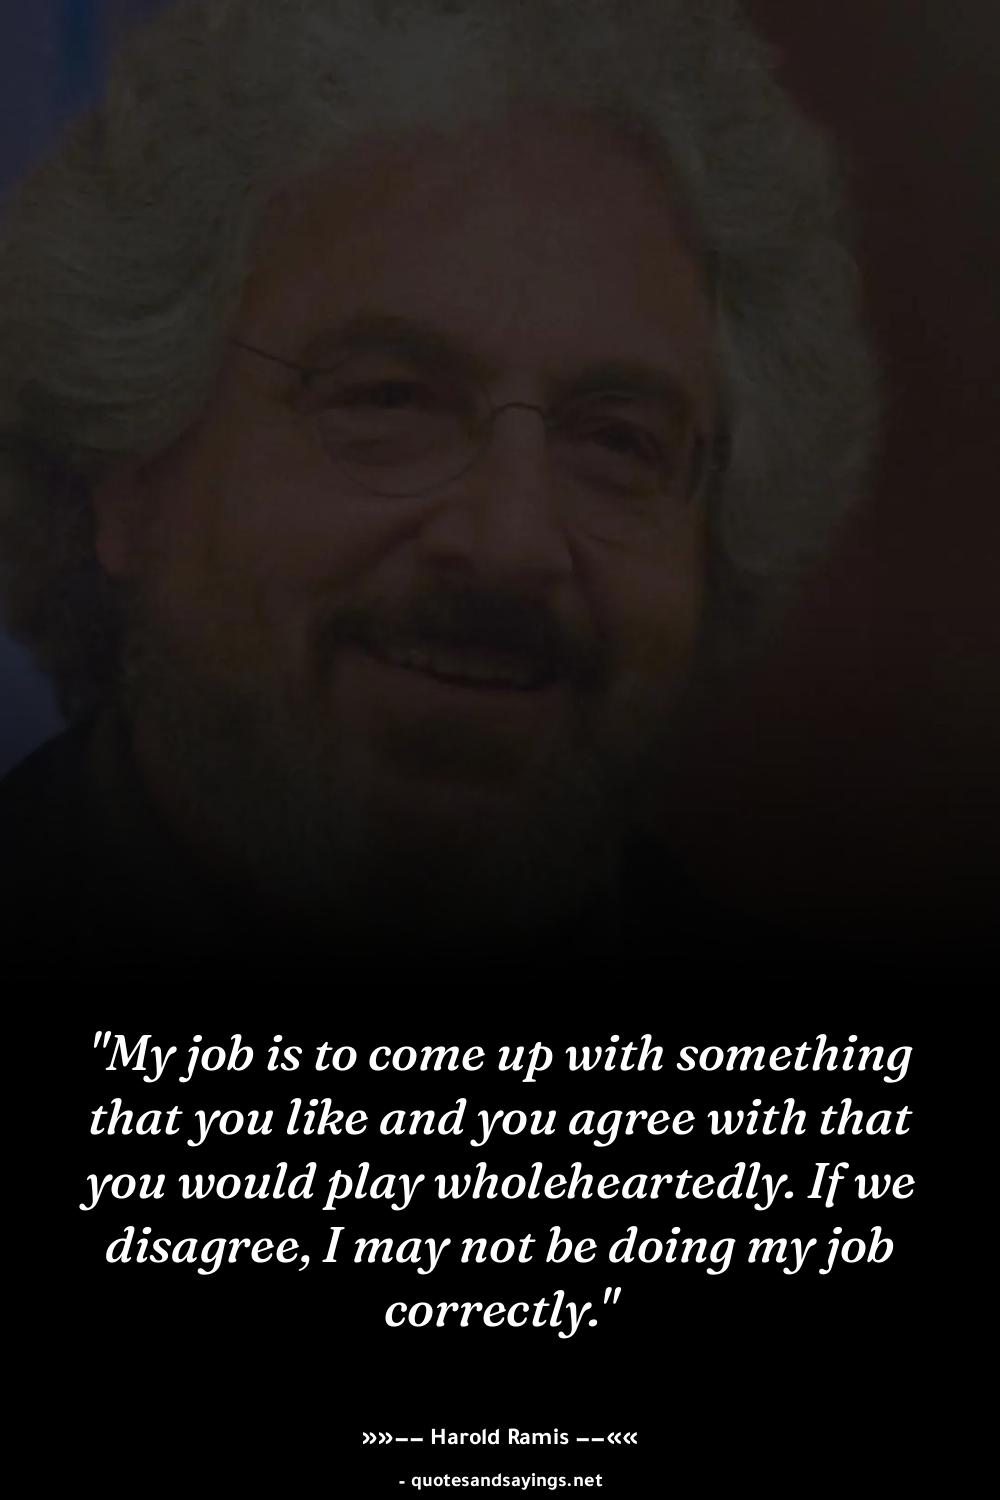 "My job is to come up with something
that you like and you agree with that
you would play wholeheartedly. If we
disagree, I may not be doing my job
correctly."
»»−− Harold Ramis −−««
- quotesandsayings.net